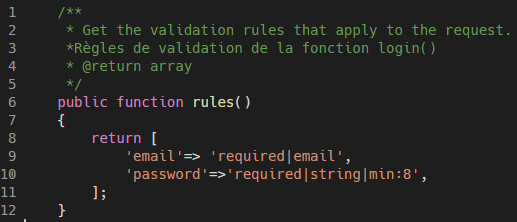 1 /**
2 * Get the validation rules that apply to the request.
3 *Règles de validation de la fonction login()
4 * @return array
5 */
6 public function rules()
7 {
8 return [
9 'email'=> 'required|email',
10 'password'=>'required|string|min:8',
11 ];
12 }